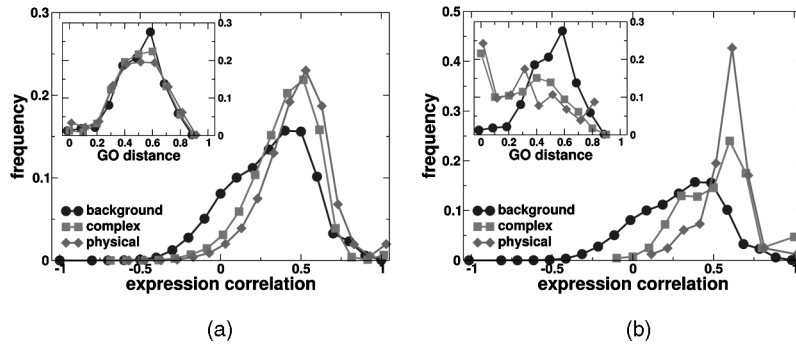 0.3
0.2
0.1
0
frequency
-1
-0.5
0
0.5
1
expression correlation
background
complex
physical
0
0.2
0.4
0.6
0.8
1
GO distance
0.3
0.2
0.1
0
(a)
0.5
0.4
0.3
0.2
0.1
0
frequency
-1
-0.5
0
0.5
1
expression correlation
background
complex
physical
0
0.2
0.4
0.6
0.8
1
GO distance
0.3
0.2
0.1
0
(b)